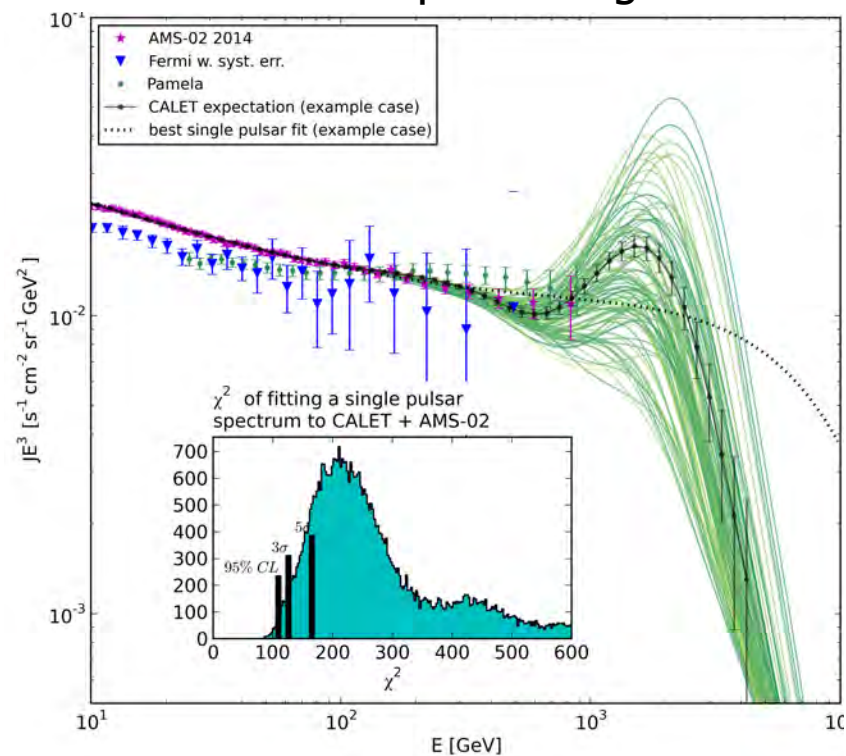 10⁻¹
AMS-02 2014
Fermi w. syst. err.
Pamela
CALET expectation (example case)
best single pulsar fit (example case)
JE³ [s⁻¹ cm⁻² sr⁻¹ GeV²]
10⁻²
χ² of fitting a single pulsar
spectrum to CALET + AMS-02
700
600
500
400
300
200
100
0
95% CL
3σ
5σ
0 100 200 300 400 500 600
χ²
10⁻³
10¹ 10² 10³
E [GeV]